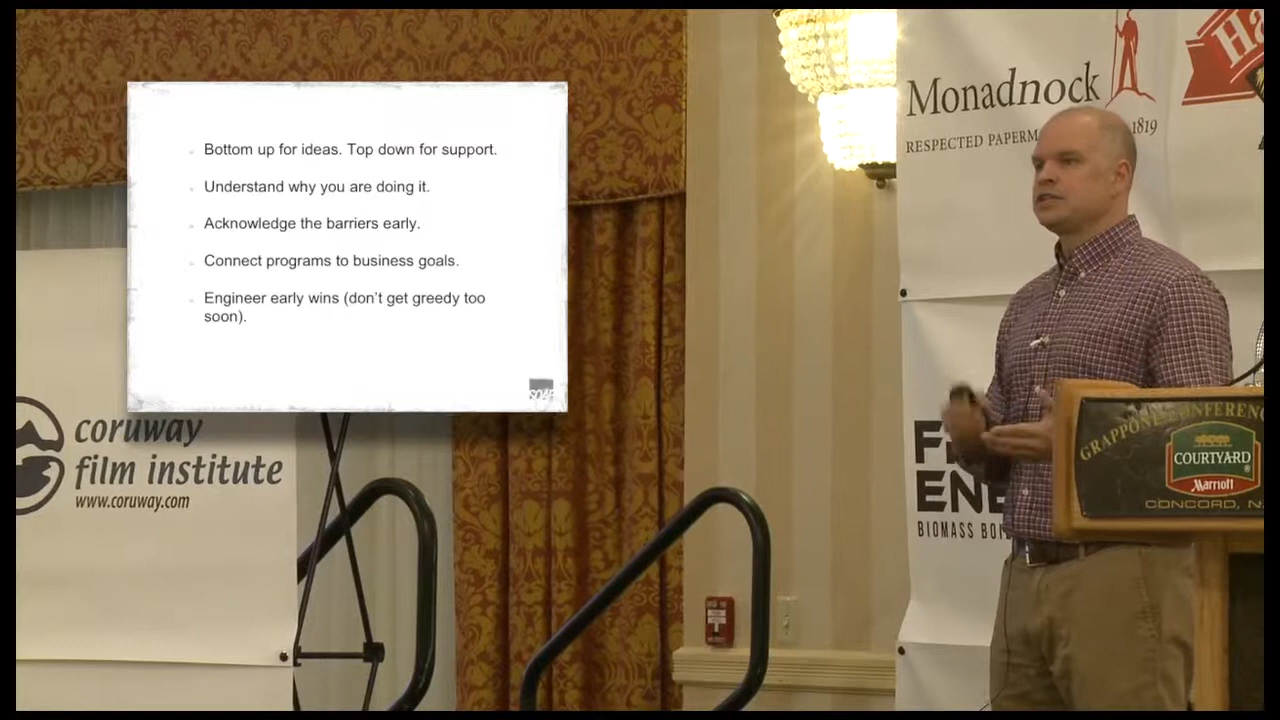 Bottom up for ideas. Top down for support.
Understand why you are doing it.
Acknowledge the barriers early.
Connect programs to business goals.
Engineer early wins (don't get greedy too
soon).
coruway
film institute
www.coruway.com
Monadnock
RESPECTED
1819
COURTYARD
Marriott
GRAPPONE
CONCORD,
BIOMASS